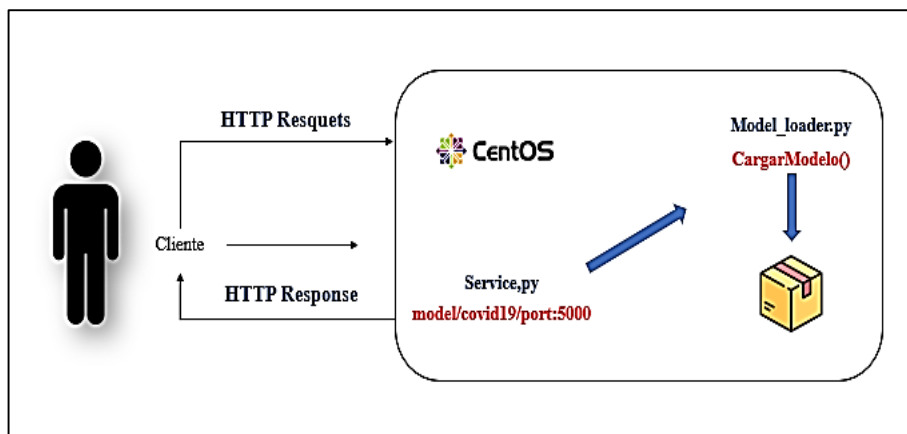 HTTP Resquets
Model_loader.py
CargarModelo()
CentOS
Cliente
HTTP Response
Service,py
model/covid19/port:5000